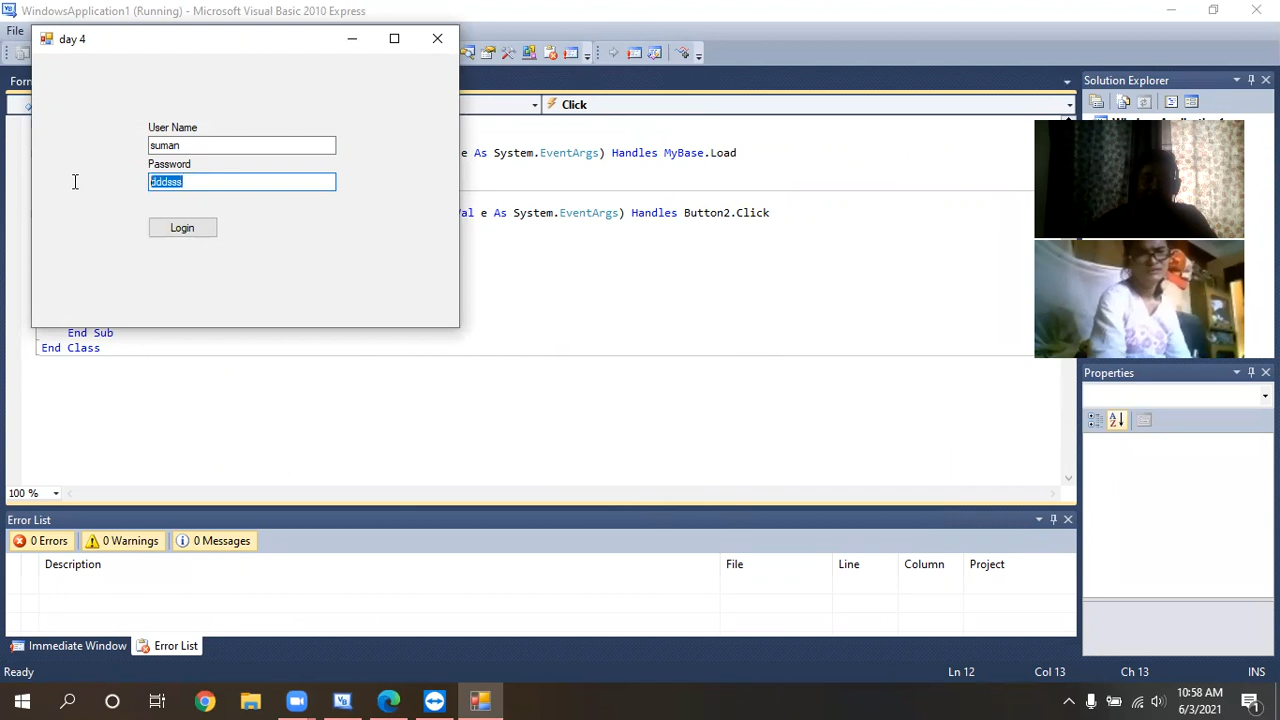 WindowsApplication1 (Running) - Microsoft Visual Basic 2010 Express
File
day 4
Form
Click
Solution Explorer
User Name
suman
Password
dddsss
Login
e As System.EventArgs) Handles MyBase.Load
Val e As System.EventArgs) Handles Button2.Click
End Sub
End Class
Properties
100 %
Error List
0 Errors
0 Warnings
0 Messages
Description
File
Line
Column
Project
Immediate Window
Error List
Ready
Ln 12
Col 13
Ch 13
INS
10:58 AM
6/3/2021